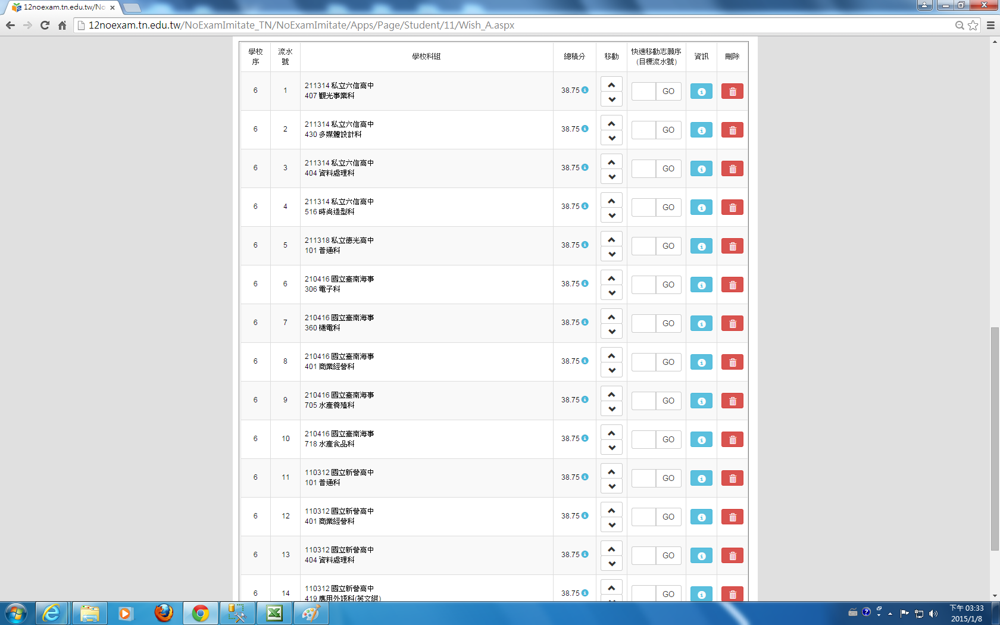 12noexam.tn.edu.tw/No
12noexam.tn.edu.tw/NoExamImitate_TN/NoExamImitate/Apps/Page/Student/11/Wish_A.aspx
學校序 流水號 學校科組 總積分 移動 快速移動志願序(目標流水號) 資訊 刪除
6 1 211314 私立六信高中 38.75 GO
407 觀光事業科
6 2 211314 私立六信高中 38.75 GO
430 多媒體設計科
6 3 211314 私立六信高中 38.75 GO
404 資料處理科
6 4 211314 私立六信高中 38.75 GO
516 時尚造型科
6 5 211318 私立德光高中 38.75 GO
101 普通科
6 6 210416 國立臺南海事 38.75 GO
306 電子科
6 7 210416 國立臺南海事 38.75 GO
360 機電科
6 8 210416 國立臺南海事 38.75 GO
401 商業經營科
6 9 210416 國立臺南海事 38.75 GO
705 水產養殖科
6 10 210416 國立臺南海事 38.75 GO
718 水產食品科
6 11 110312 國立新營高中 38.75 GO
101 普通科
6 12 110312 國立新營高中 38.75 GO
401 商業經營科
6 13 110312 國立新營高中 38.75 GO
404 資料處理科
6 14 110312 國立新營高中 38.75 GO
419 應用外語科(英文組)
下午 03:33
2015/1/8